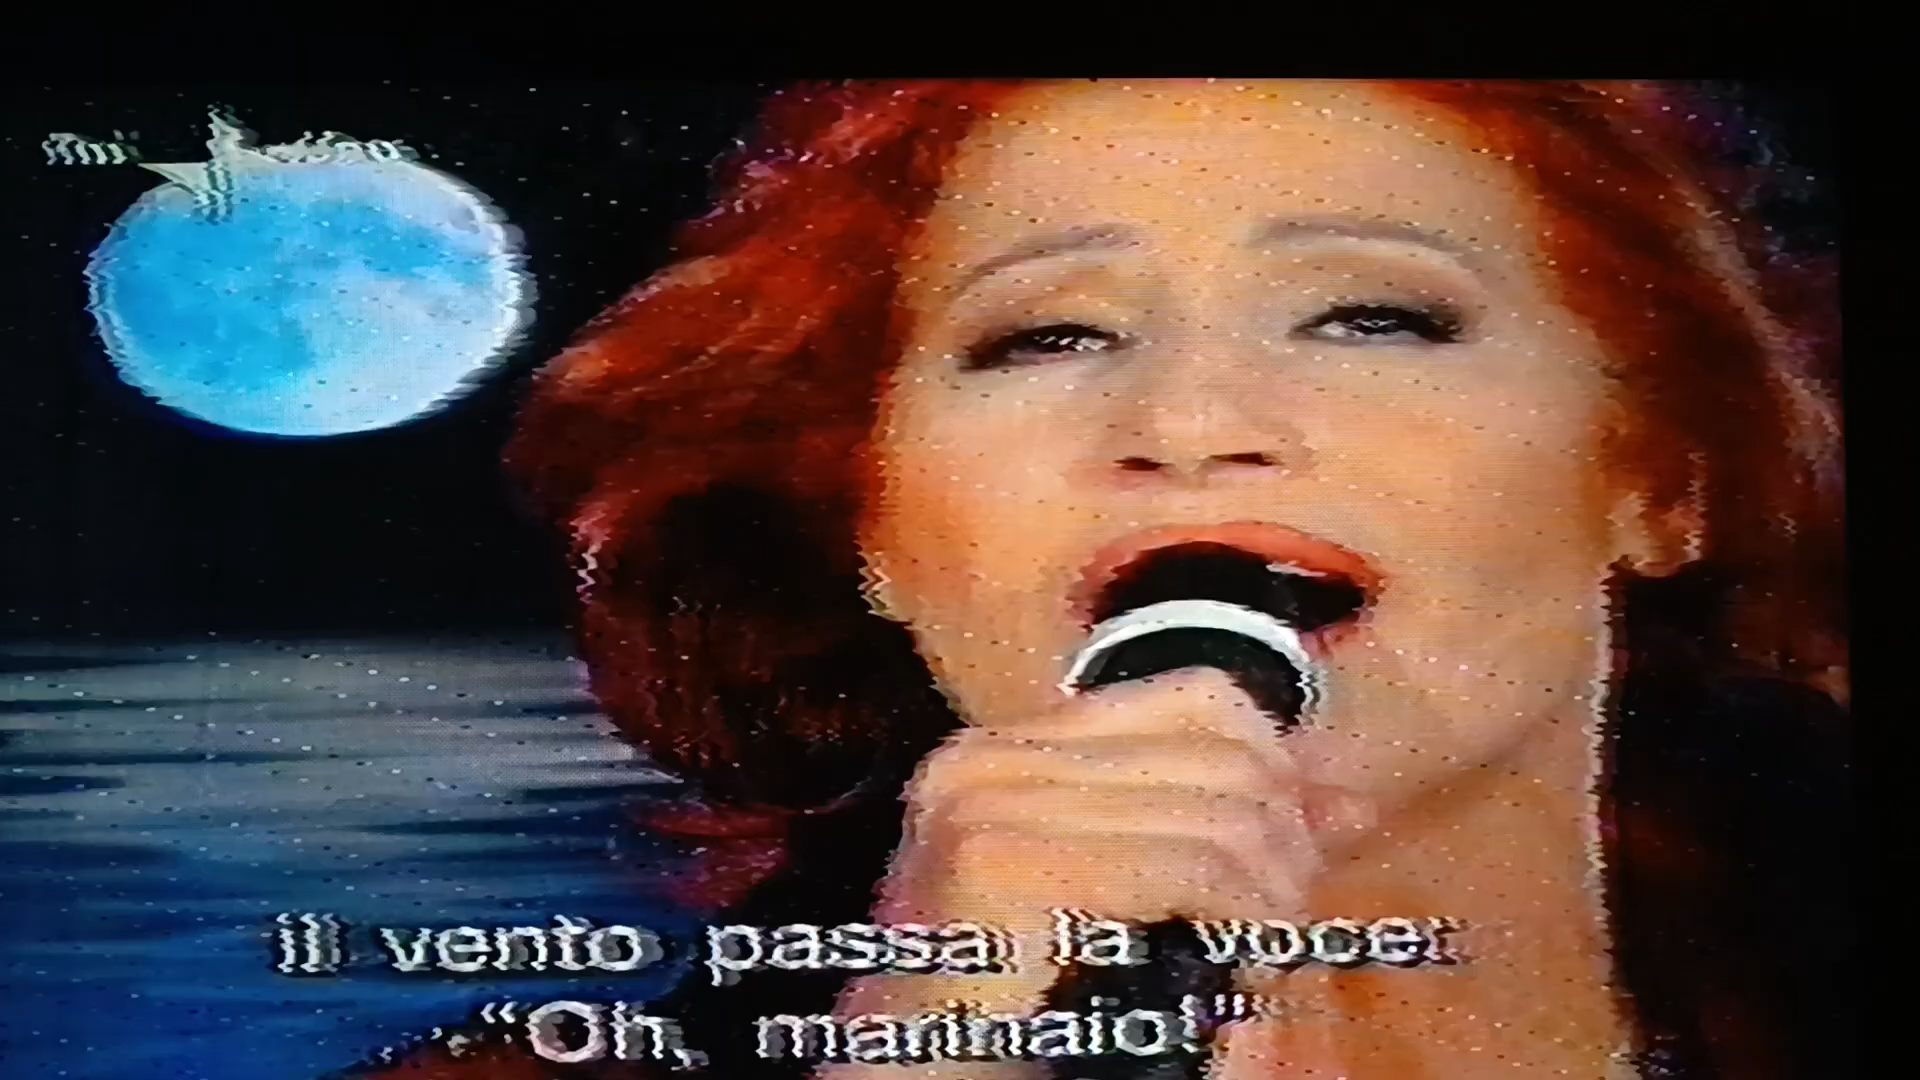 il vento passa la voce:
“Oh, marinaio!”